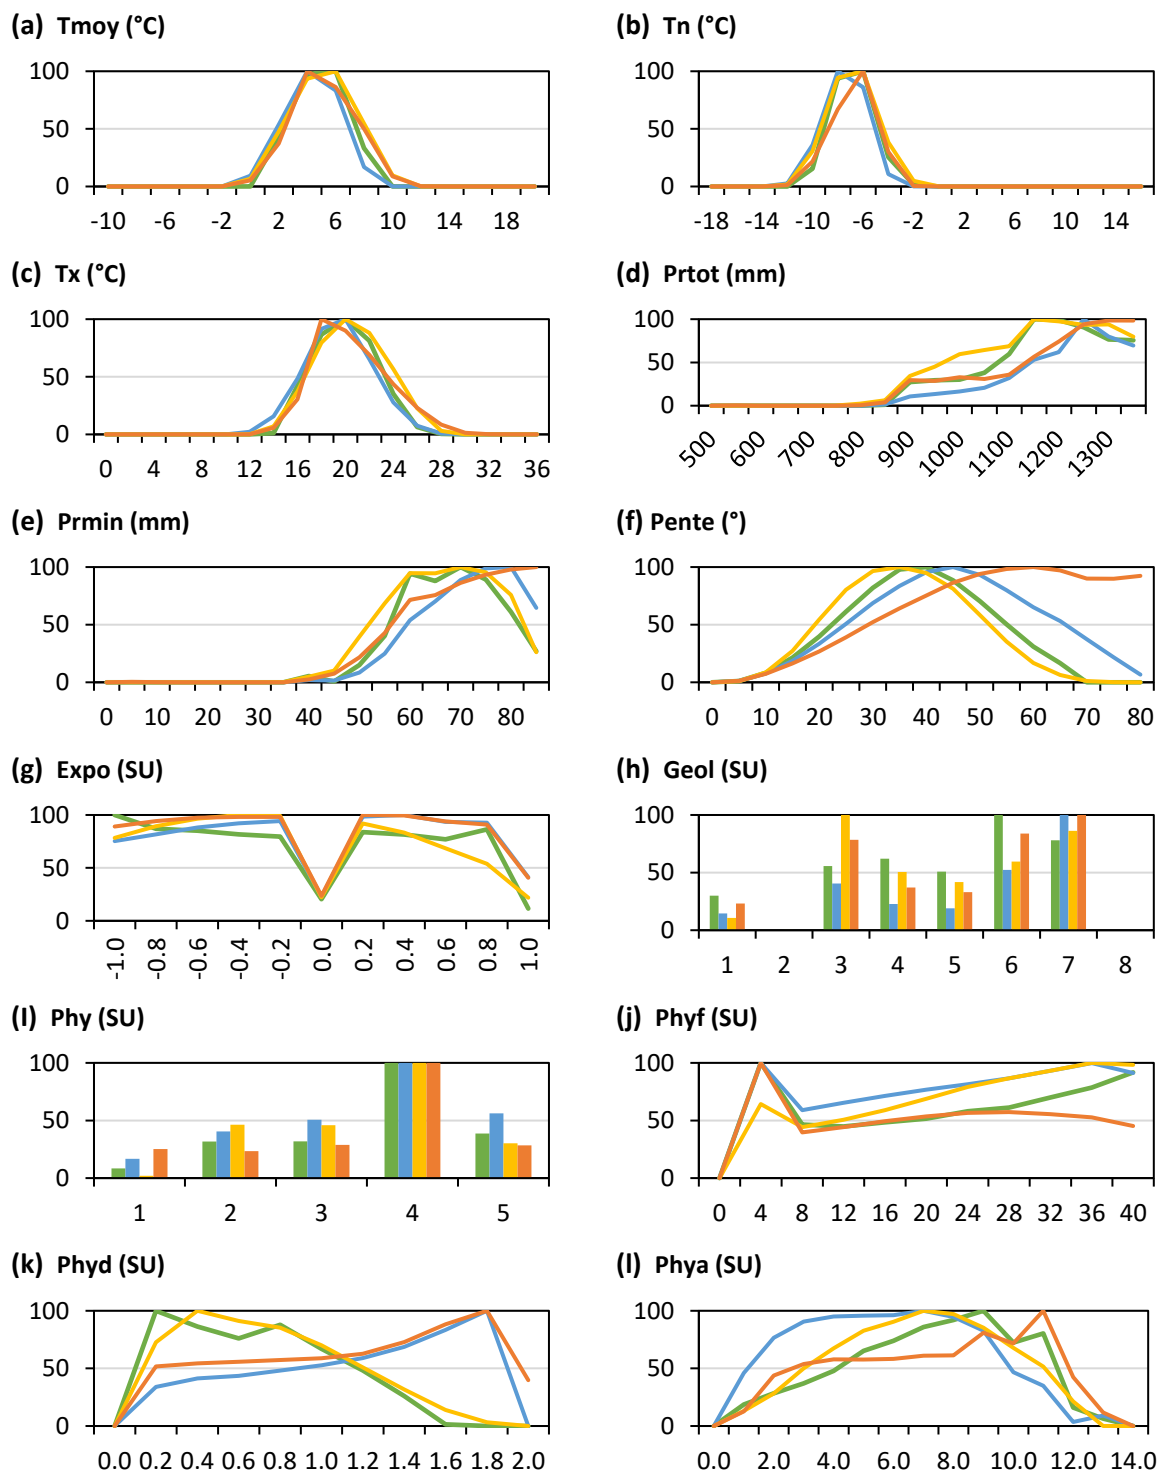 (a) Tmoy (°C)
(b) Tn (°C)
100
50
0
-10 -6 -2 2 6 10 14 18
100
50
0
-18 -14 -10 -6 -2 2 6 10 14
(c) Tx (°C)
(d) Prtot (mm)
100
50
0
0 4 8 12 16 20 24 28 32 36
100
50
0
500 600 700 800 900 1000 1100 1200 1300
(e) Prmin (mm)
(f) Pente (°)
100
50
0
0 10 20 30 40 50 60 70 80
100
50
0
0 10 20 30 40 50 60 70 80
(g) Expo (SU)
(h) Geol (SU)
100
50
0
-1.0 -0.8 -0.6 -0.4 -0.2 0.0 0.2 0.4 0.6 0.8 1.0
100
50
0
1 2 3 4 5 6 7 8
(I) Phy (SU)
(j) Phyf (SU)
100
50
0
1 2 3 4 5
100
50
0
0 4 8 12 16 20 24 28 32 36 40
(k) Phyd (SU)
(l) Phya (SU)
100
50
0
0.0 0.2 0.4 0.6 0.8 1.0 1.2 1.4 1.6 1.8 2.0
100
50
0
0.0 2.0 4.0 6.0 8.0 10.0 12.0 14.0